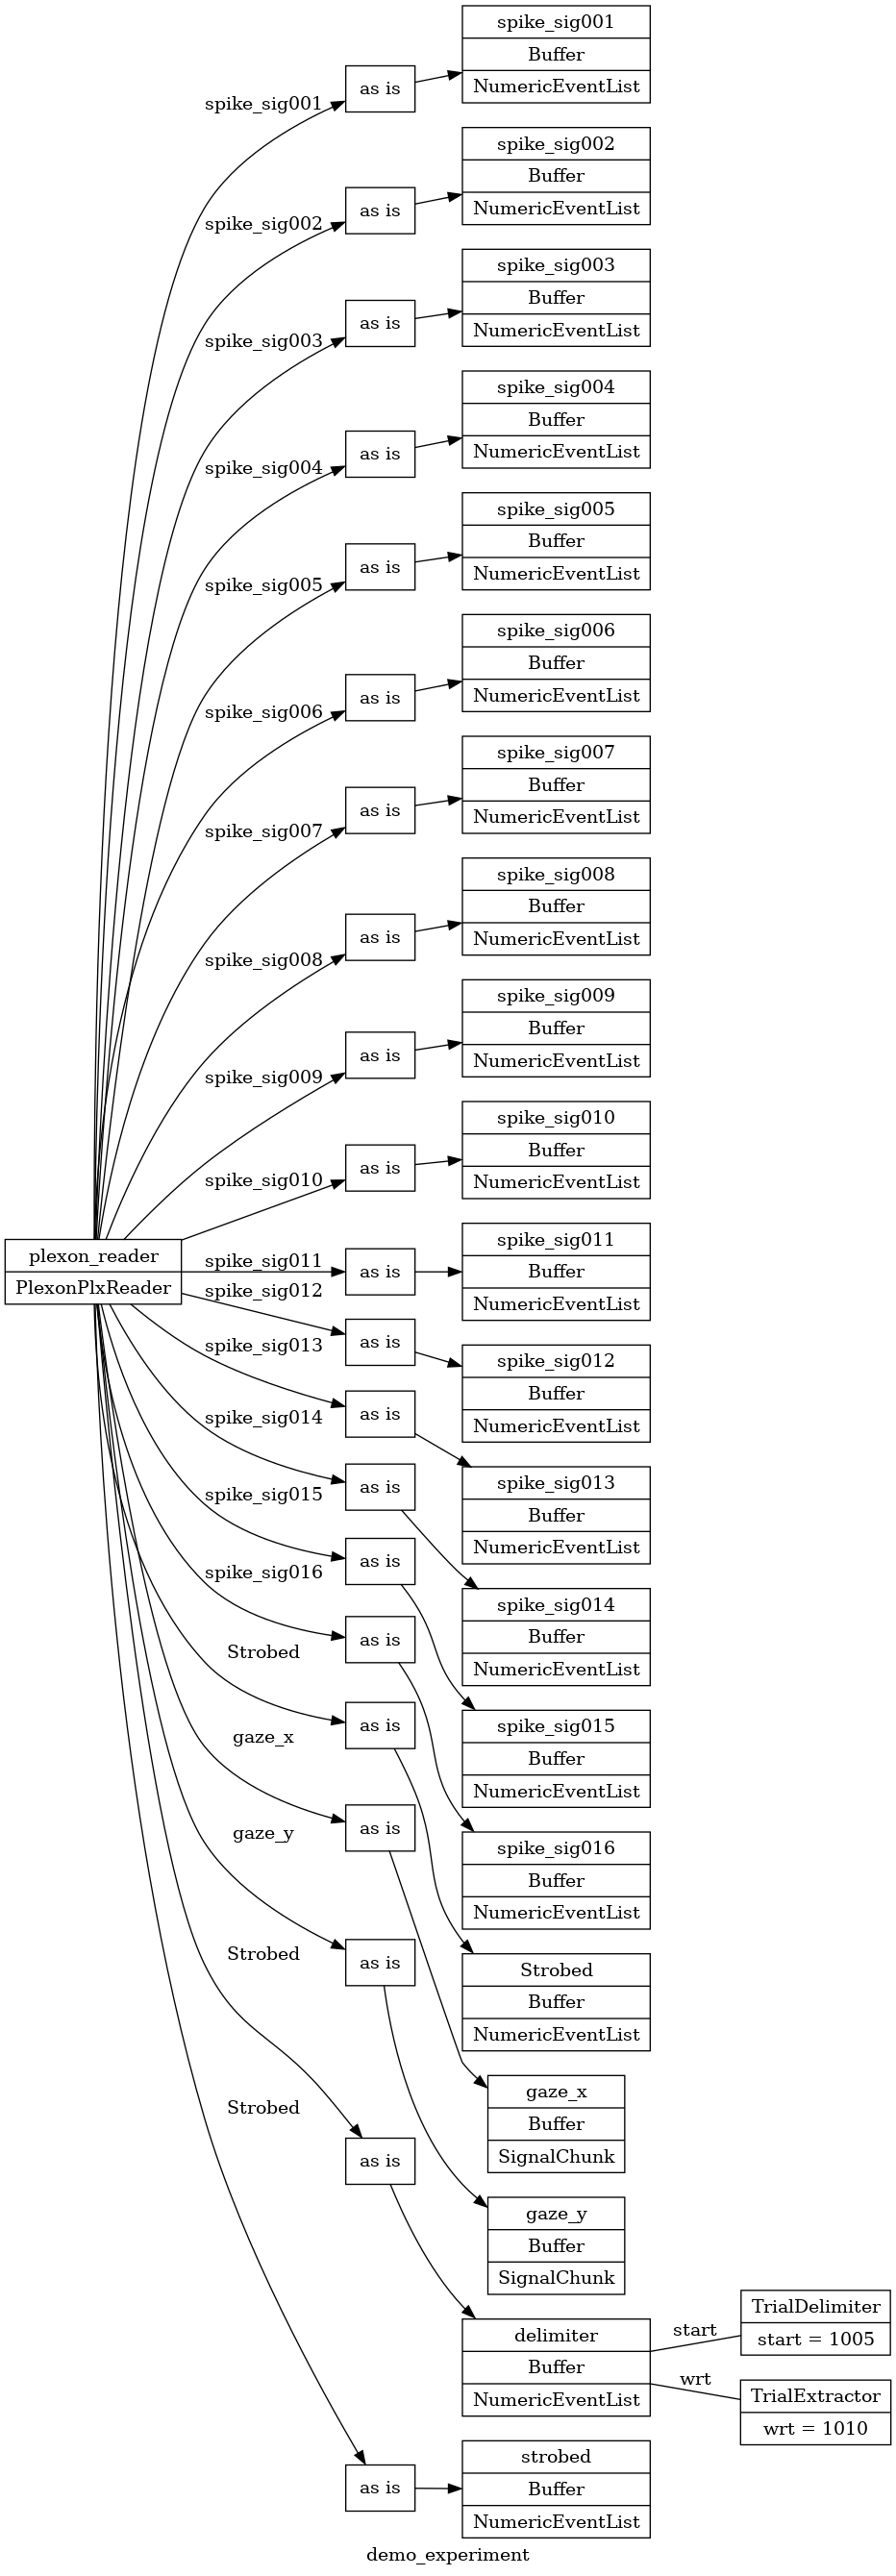 spike_sig001
Buffer
NumericEventList
as is
spike_sig001
spike_sig002
Buffer
NumericEventList
as is
spike_sig002
spike_sig003
Buffer
NumericEventList
as is
spike_sig003
spike_sig004
Buffer
NumericEventList
as is
spike_sig004
spike_sig005
Buffer
NumericEventList
as is
spike_sig005
spike_sig006
Buffer
NumericEventList
as is
spike_sig006
spike_sig007
Buffer
NumericEventList
as is
spike_sig007
spike_sig008
Buffer
NumericEventList
as is
spike_sig008
spike_sig009
Buffer
NumericEventList
as is
spike_sig009
spike_sig010
Buffer
NumericEventList
as is
spike_sig010
plexon_reader
PlexonPlxReader
spike_sig011
as is
spike_sig011
Buffer
NumericEventList
spike_sig012
as is
spike_sig012
Buffer
NumericEventList
spike_sig013
as is
spike_sig013
Buffer
NumericEventList
spike_sig014
as is
spike_sig014
Buffer
NumericEventList
spike_sig015
as is
spike_sig015
Buffer
NumericEventList
spike_sig016
as is
spike_sig016
Buffer
NumericEventList
Strobed
as is
Strobed
Buffer
NumericEventList
gaze_x
as is
gaze_x
Buffer
SignalChunk
gaze_y
as is
gaze_y
Buffer
SignalChunk
Strobed
as is
delimiter
Buffer
NumericEventList
start
TrialDelimiter
start = 1005
wrt
TrialExtractor
wrt = 1010
Strobed
as is
strobed
Buffer
NumericEventList
demo_experiment